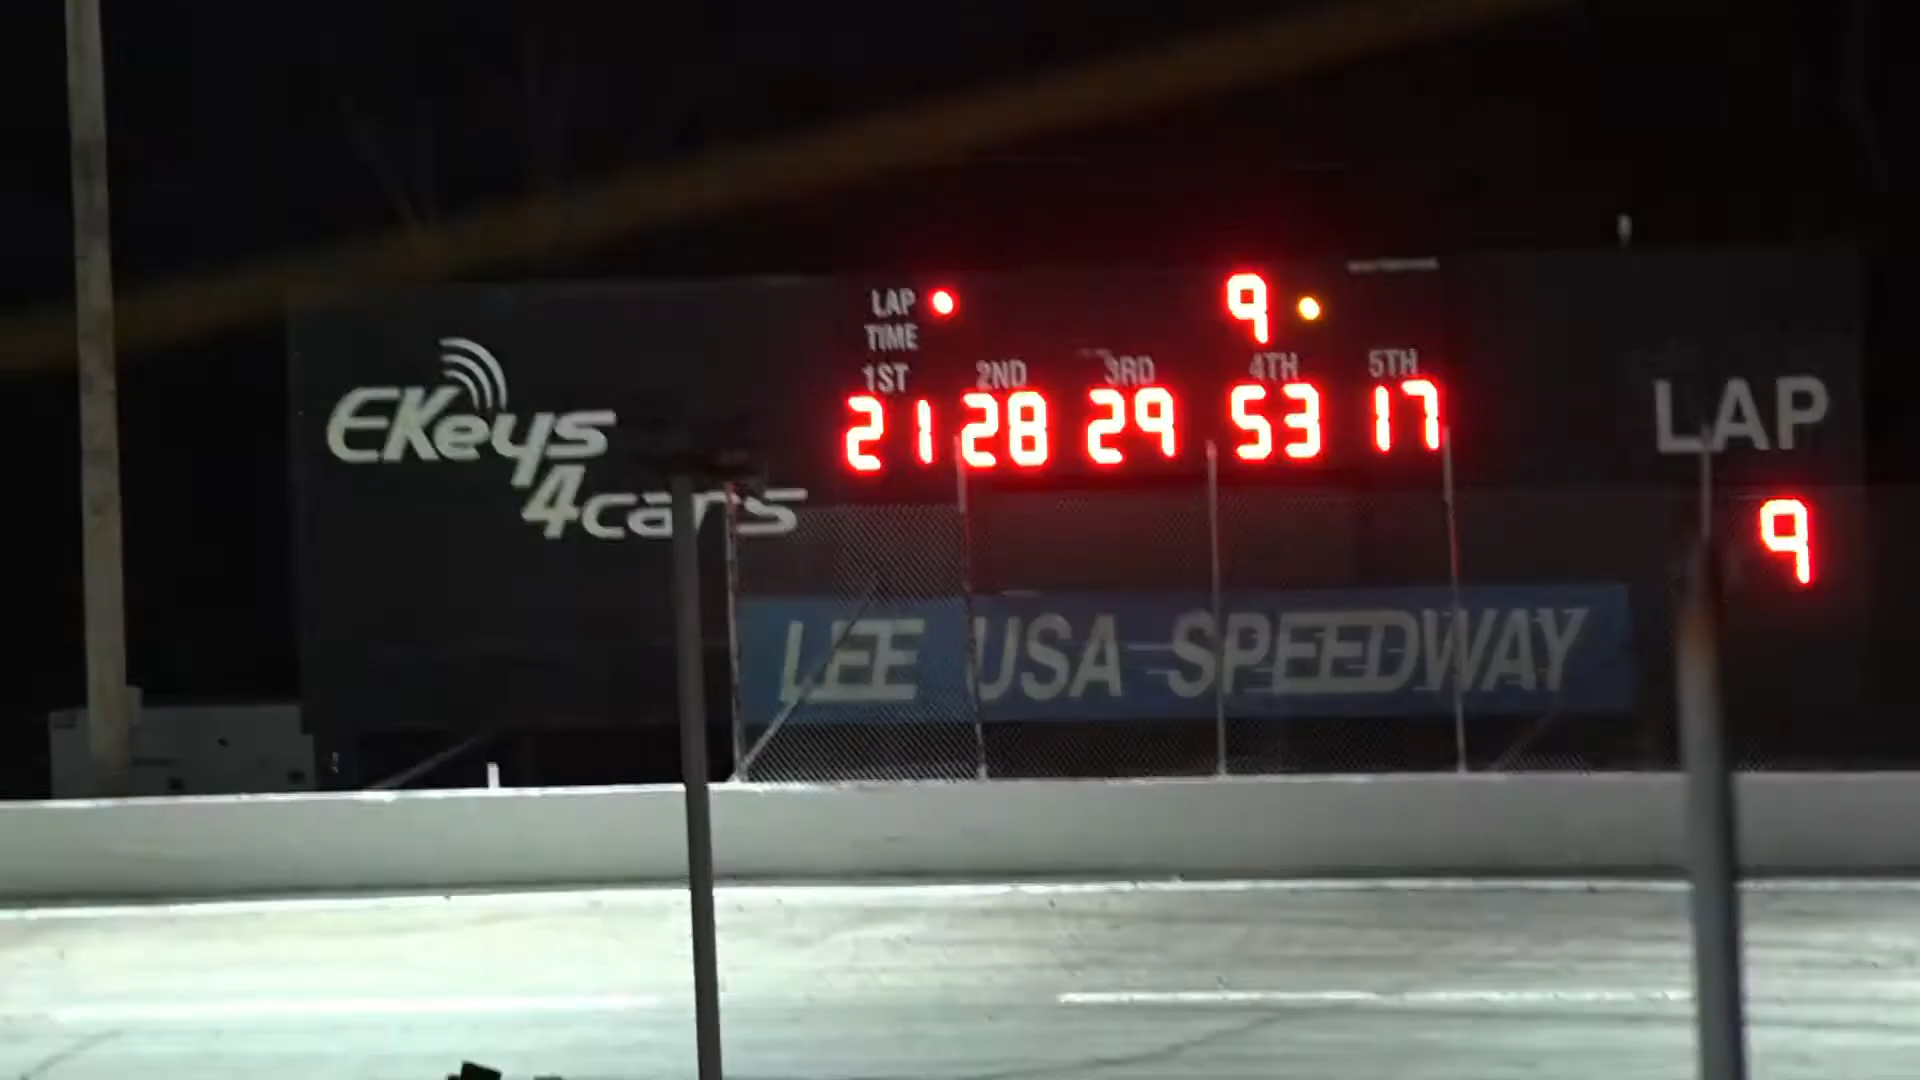 LAP
TIME
9
1ST 2ND 3RD 4TH 5TH
21 28 29 53 17
EKeys
4cars
LAP
9
LEE USA SPEEDWAY